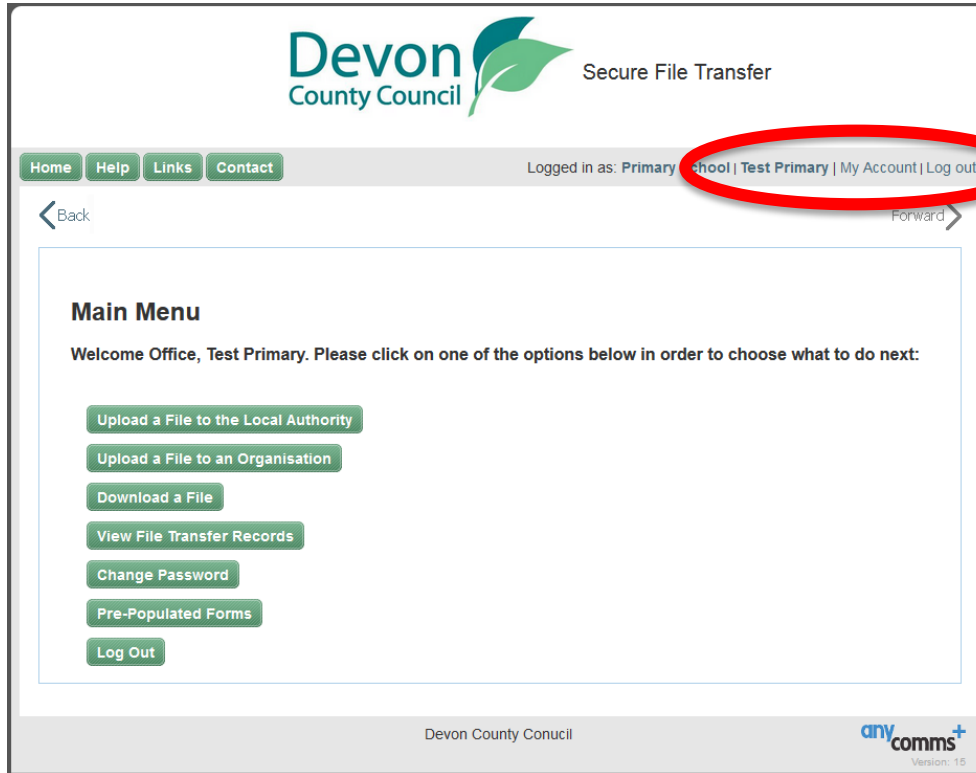 Devon
County Council
Secure File Transfer
Home Help Links Contact
Logged in as: Primary School | Test Primary | My Account | Log out
Back
Forward
Main Menu
Welcome Office, Test Primary. Please click on one of the options below in order to choose what to do next:
Upload a File to the Local Authority
Upload a File to an Organisation
Download a File
View File Transfer Records
Change Password
Pre-Populated Forms
Log Out
Devon County Conucil
anycomms+
Version: 15